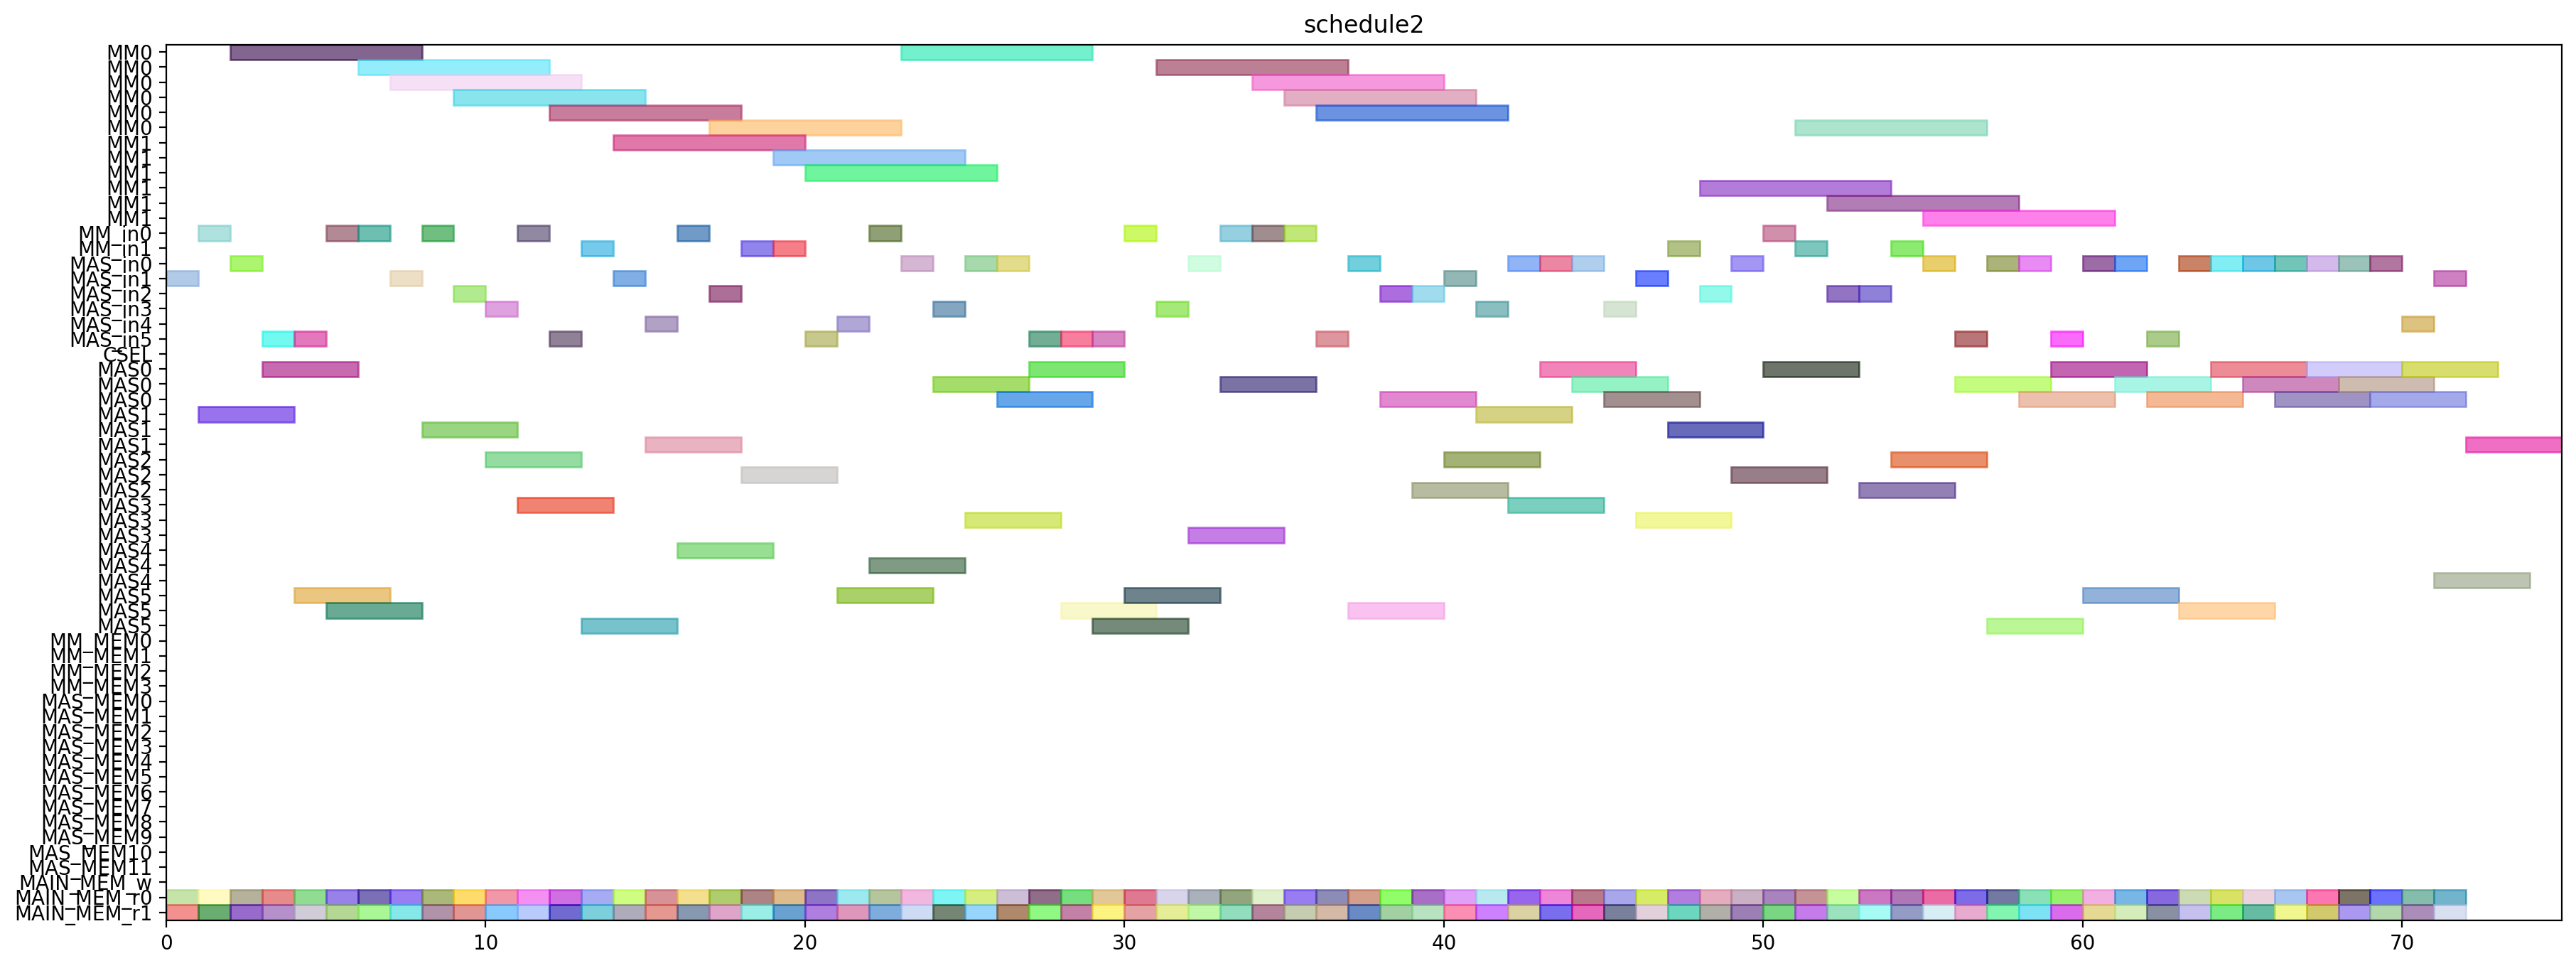 schedule2
MM0
MM0
MM0
MM0
MM0
MM0
MM1
MM1
MM1
MM1
MM1
MM1
MM_in0
MM_in1
MAS_in0
MAS_in1
MAS_in2
MAS_in3
MAS_in4
MAS_in5
CSEL
MAS0
MAS0
MAS0
MAS1
MAS1
MAS1
MAS2
MAS2
MAS2
MAS3
MAS3
MAS3
MAS4
MAS4
MAS4
MAS5
MAS5
MAS5
MM_MEM0
MM_MEM1
MM_MEM2
MM_MEM3
MAS_MEM0
MAS_MEM1
MAS_MEM2
MAS_MEM3
MAS_MEM4
MAS_MEM5
MAS_MEM6
MAS_MEM7
MAS_MEM8
MAS_MEM9
MAS_MEM10
MAS_MEM11
MAIN_MEM_w
MAIN_MEM_r0
MAIN_MEM_r1
0 10 20 30 40 50 60 70